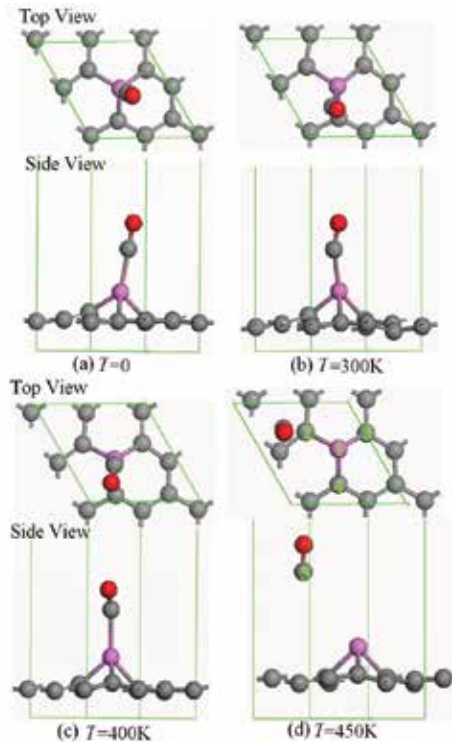 Top View
Side View
(a) T=0
(b) T=300K
Top View
Side View
(c) T=400K
(d) T=450K